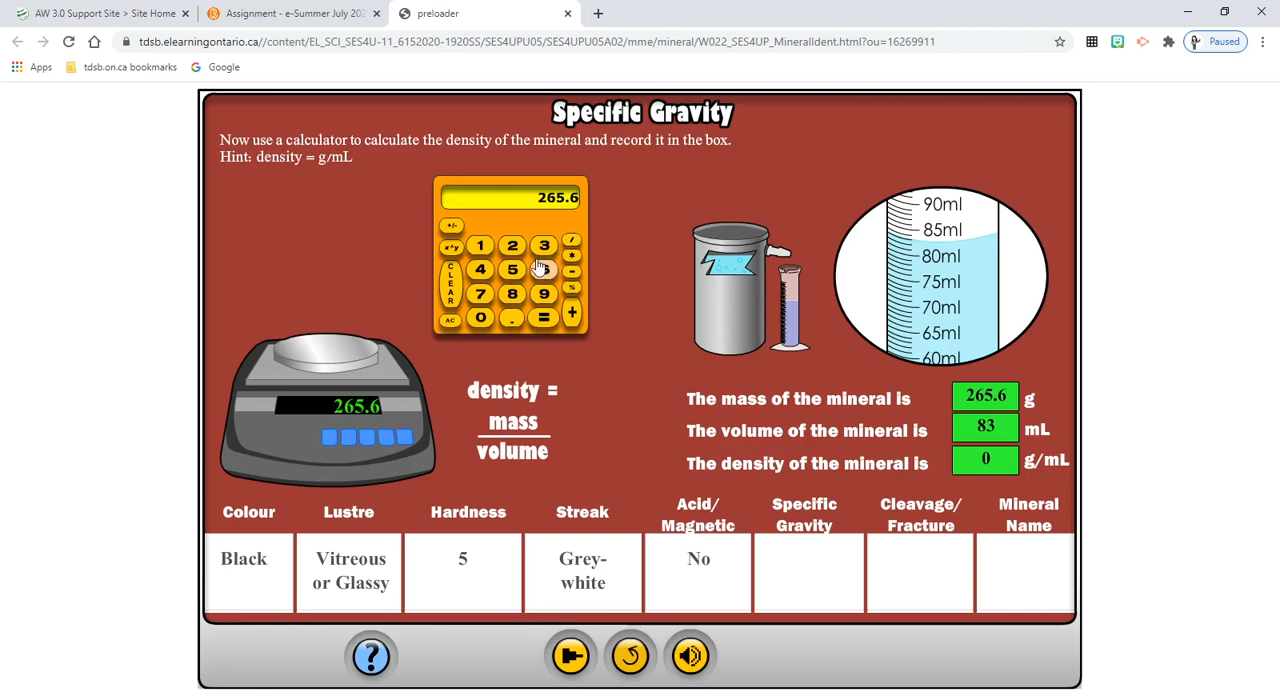 AW 3.0 Support Site > Site Home
Assignment - e-Summer July 202
preloader
tdsb.elearningontario.ca//content/EL_SCI_SES4U-11_6152020-1920SS/SES4UPU05/SES4UPU05A02/mme/mineral/W022_SES4UP_MineralIdent.html?ou=16269911
Paused
Apps
tdsb.on.ca bookmarks
Google
Specific Gravity
Now use a calculator to calculate the density of the mineral and record it in the box.
Hint: density = g/mL
265.6
+/-
x^y 1 2 3 /
*
CLEAR 4 5 6 -
7 8 9 %
AC 0 . = +
90ml
85ml
80ml
75ml
70ml
65ml
60ml
265.6
density =
mass
volume
The mass of the mineral is 265.6 g
The volume of the mineral is 83 mL
The density of the mineral is 0 g/mL
Colour Lustre Hardness Streak Acid/ Magnetic Specific Gravity Cleavage/ Fracture Mineral Name
Black Vitreous or Glassy 5 Grey-white No
?